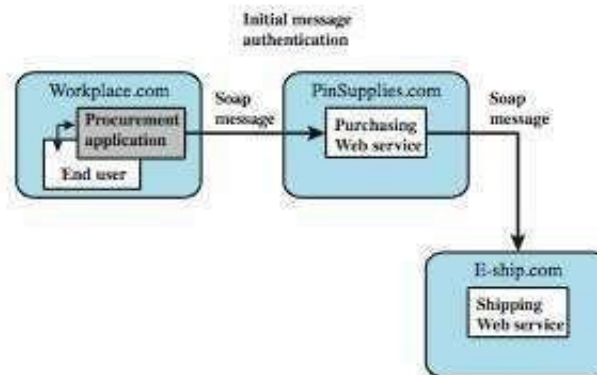 Initial message
authentication
Workplace.com
Procurement
application
End user
Soap
message
PinSupplies.com
Purchasing
Web service
Soap
message
E-ship.com
Shipping
Web service